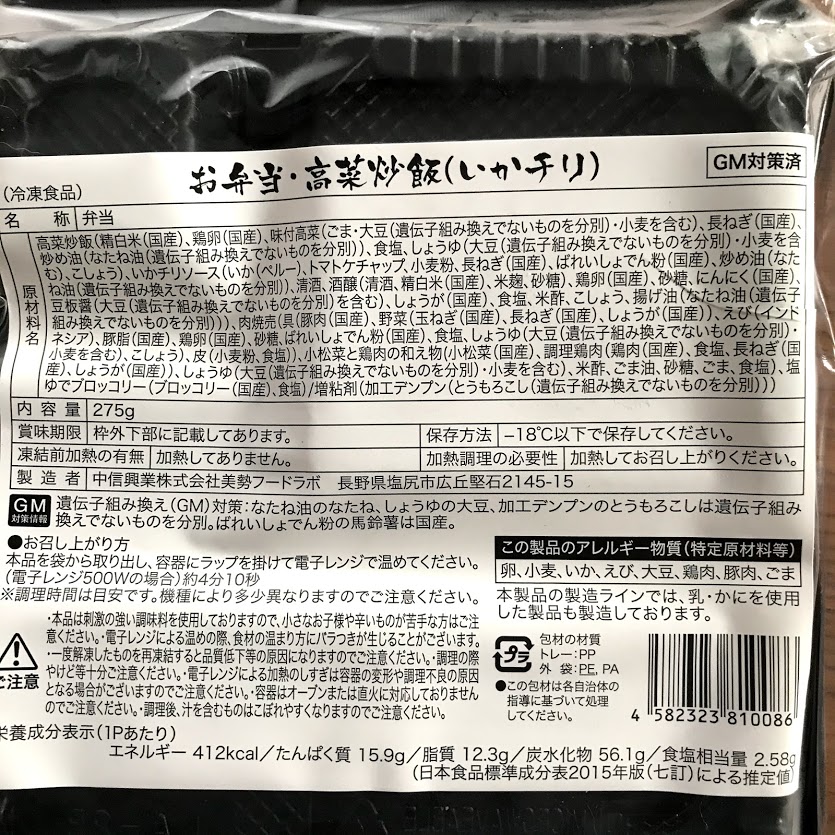 お弁当・高菜炒飯(いかチリ)
GM対策済
(冷凍食品)
名 称 弁当
原材料名
高菜炒飯(精白米(国産)、鶏卵(国産)、味付高菜(ごま・大豆(遺伝子組み換えでないものを分別)・小麦を含む)、長ねぎ(国産)、
炒め油(なたね油(遺伝子組み換えでないものを分別))、食塩、しょうゆ(大豆(遺伝子組み換えでないものを分別)・小麦を含
む)、こしょう)、いかチリソース(いか(ペルー)、トマトケチャップ、小麦粉、長ねぎ(国産)、ばれいしょでん粉(国産)、炒め油(なた
ね油(遺伝子組み換えでないものを分別))、清酒、酒醸(清酒、精白米(国産)、米麹、砂糖)、鶏卵(国産)、砂糖、にんにく(国産)、
豆板醤(大豆(遺伝子組み換えでないものを分別)を含む)、しょうが(国産)、食塩、米酢、こしょう、揚げ油(なたね油(遺伝子
組み換えでないものを分別)))、肉焼売(具(豚肉(国産)、野菜(玉ねぎ(国産)、長ねぎ(国産)、しょうが(国産))、えび(インド
ネシア)、豚脂(国産)、鶏卵(国産)、砂糖、ばれいしょでん粉(国産)、食塩、しょうゆ(大豆(遺伝子組み換えでないものを分別)・
小麦を含む)、こしょう)、皮(小麦粉、食塩))、小松菜と鶏肉の和え物(小松菜(国産)、調理鶏肉(鶏肉(国産)、食塩、長ねぎ(国
産)、しょうが(国産))、しょうゆ(大豆(遺伝子組み換えでないものを分別)・小麦を含む)、米酢、ごま油、砂糖、ごま、食塩)、塩
ゆでブロッコリー(ブロッコリー(国産)、食塩)/増粘剤(加工デンプン(とうもろこし(遺伝子組み換えでないものを分別)))
内 容 量 275g
賞味期限 枠外下部に記載してあります。 保存方法 −18℃以下で保存してください。
凍結前加熱の有無 加熱してありません。 加熱調理の必要性 加熱してお召し上がりください。
製 造 者 中信興業株式会社美勢フードラボ 長野県塩尻市広丘堅石2145-15
GM対策情報 遺伝子組み換え(GM)対策:なたね油のなたね、しょうゆの大豆、加工デンプンのとうもろこしは遺伝子組み
換えでないものを分別。ばれいしょでん粉の馬鈴薯は国産。
●お召し上がり方
本品を袋から取り出し、容器にラップを掛けて電子レンジで温めてください。
(電子レンジ500Wの場合)約4分10秒
※調理時間は目安です。機種により多少異なりますのでご注意ください。
この製品のアレルギー物質(特定原材料等)
卵、小麦、いか、えび、大豆、鶏肉、豚肉、ごま
本製品の製造ラインでは、乳・かにを使用
した製品も製造しております。
ご注意
・本品は刺激の強い調味料を使用しておりますので、小さなお子様や辛いものが苦手な方はご注
意ください。・電子レンジによる温めの際、食材の温まり方にバラつきが生じることがございます。
・一度解凍したものを再凍結すると品質低下等の原因になりますのでご注意ください。・調理の際
やけど等十分ご注意ください。・電子レンジによる加熱のしすぎは容器の変形や調理不良の原因
となる場合がございますのでご注意ください。・容器はオーブンまたは直火に対応しておりません
のでご注意ください。・調理後、汁を含むものはこぼれやすくなりますのでご注意ください。
プラ
包材の材質
トレー:PP
外 袋:PE, PA
●この包材は各自治体の
指導に基づいて処理
してください。
4 582323 810086
栄養成分表示(1Pあたり)
エネルギー 412kcal/たんぱく質 15.9g/脂質 12.3g/炭水化物 56.1g/食塩相当量 2.58g
(日本食品標準成分表2015年版(七訂)による推定値)